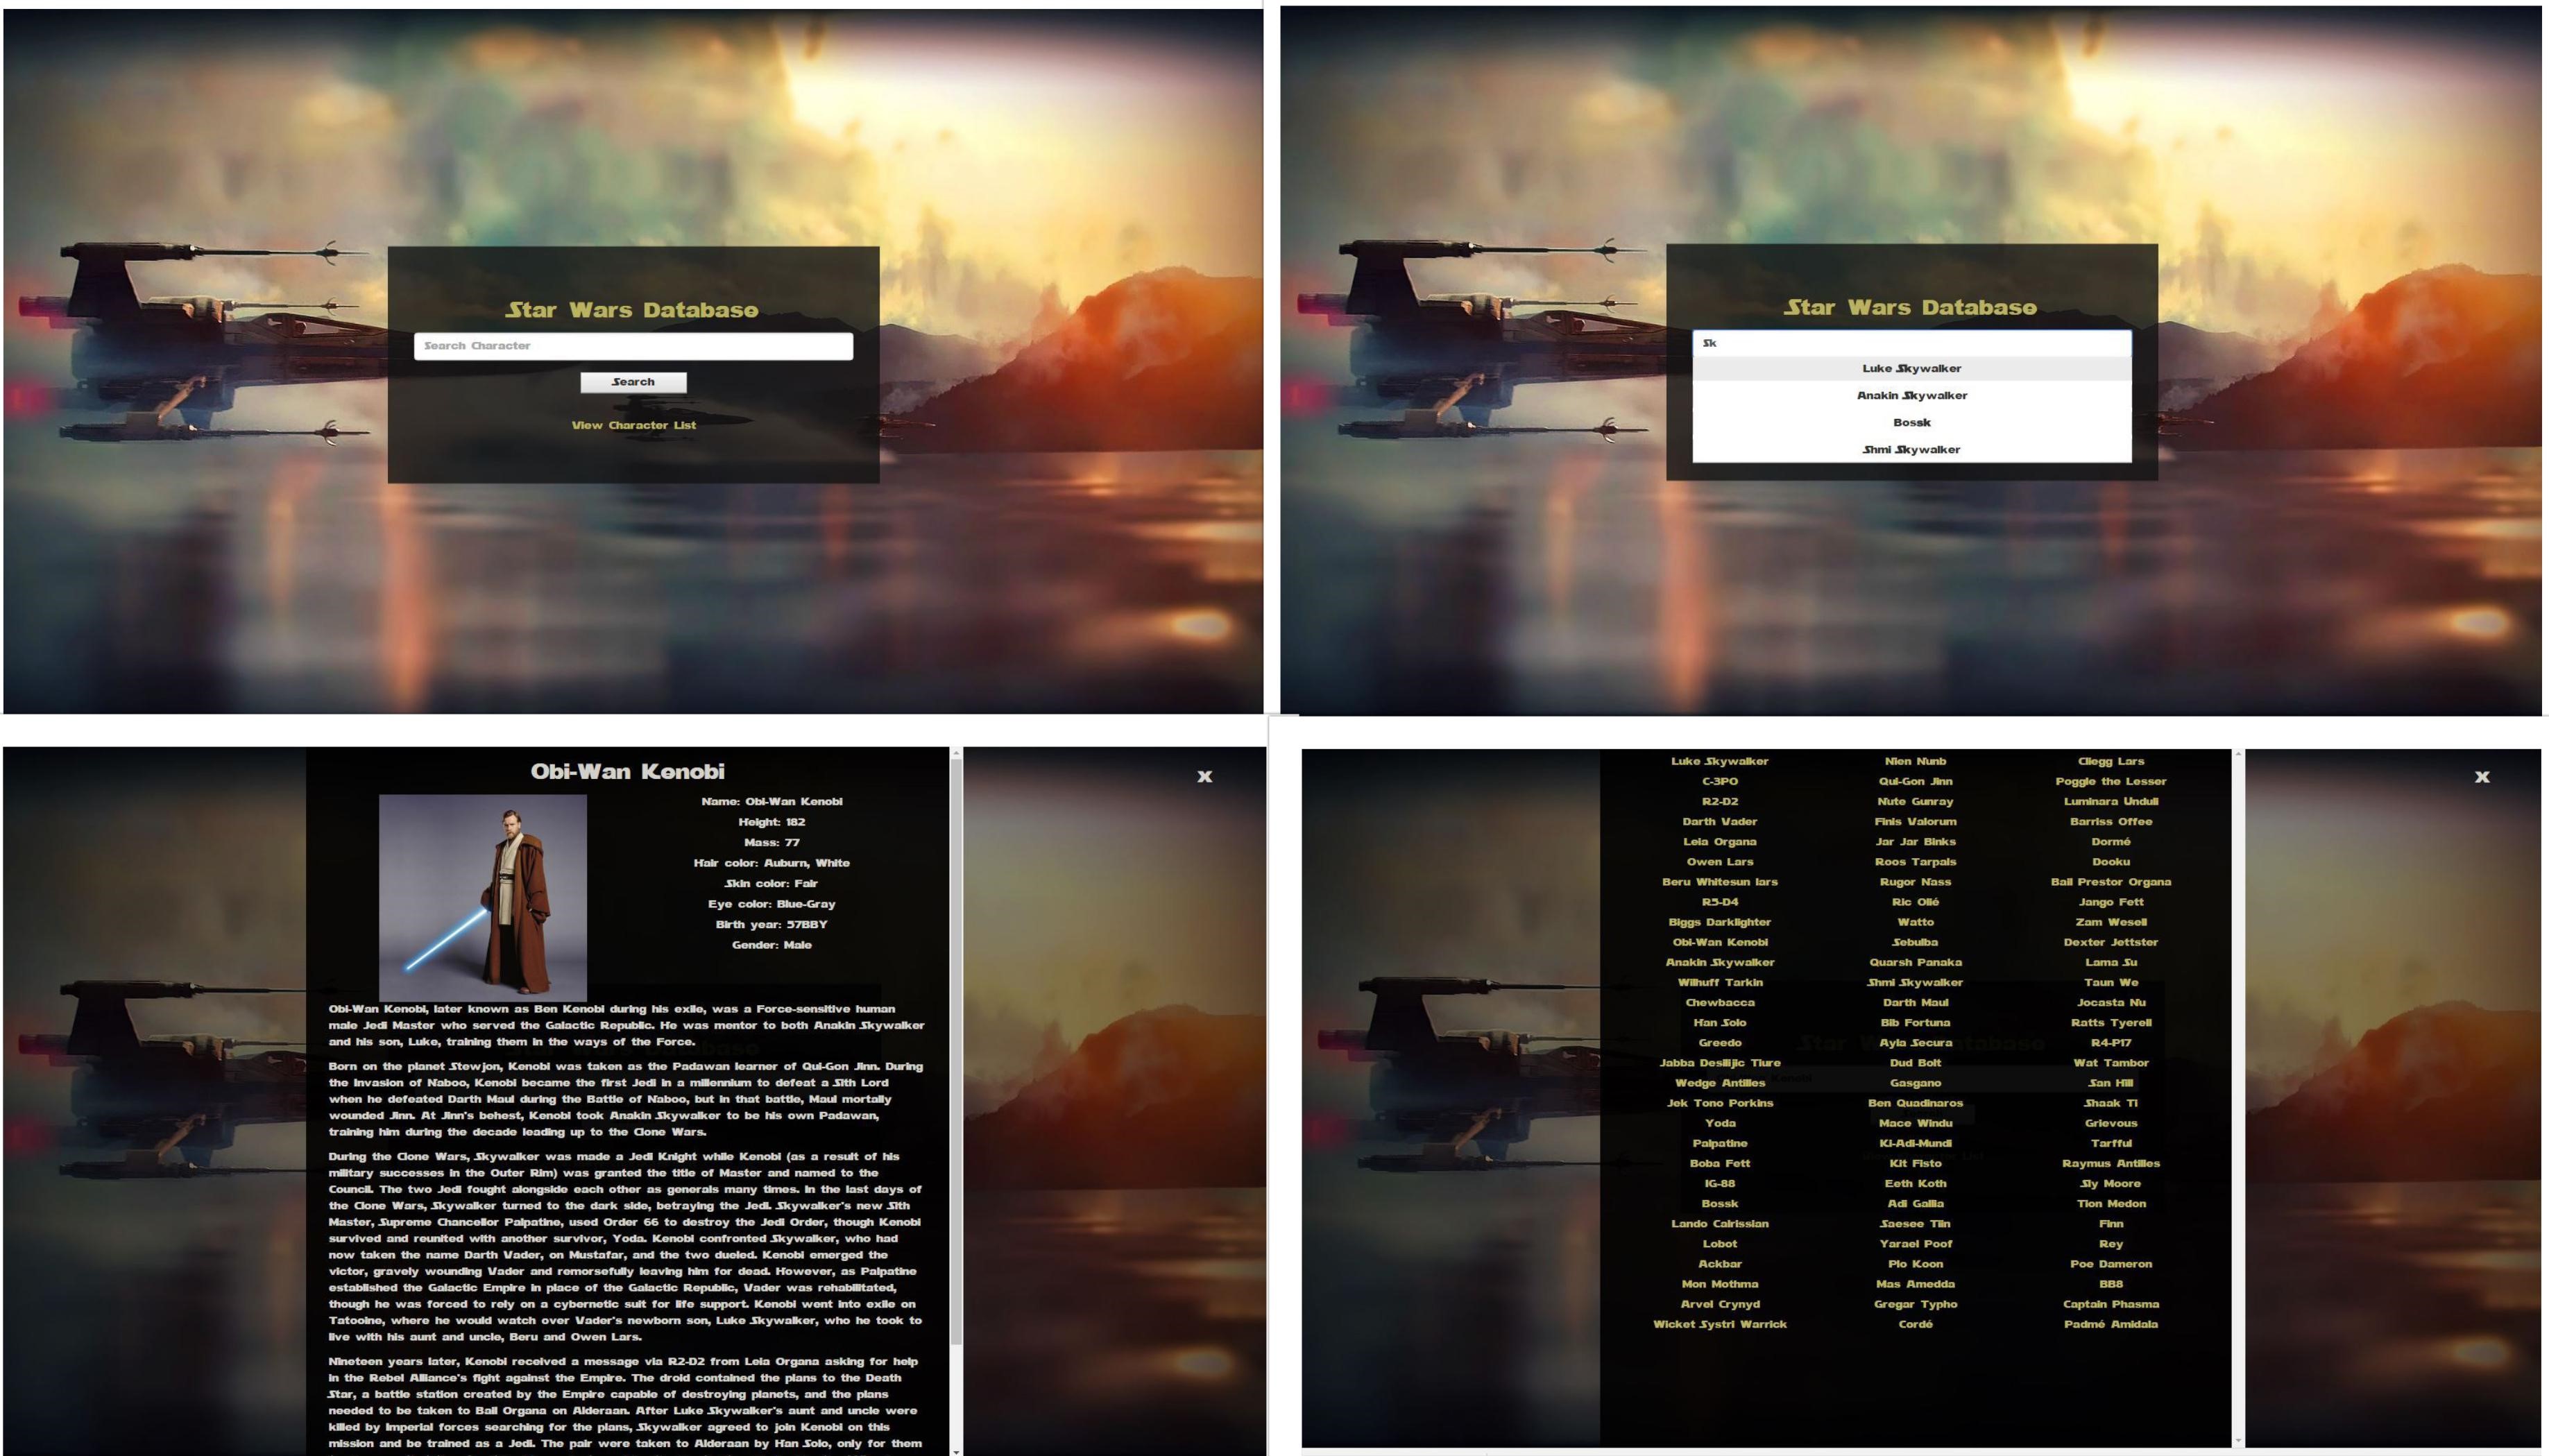 Star Wars Database
Search Character
Search
View Character List
Star Wars Database
Sk
Luke Skywalker
Anakin Skywalker
Bossk
Shmi Skywalker
Obi-Wan Kenobi
X
Name: Obi-Wan Kenobi
Height: 182
Mass: 77
Hair color: Auburn, White
Skin color: Fair
Eye color: Blue-Gray
Birth year: 57BBY
Gender: Male
Obi-Wan Kenobi, later known as Ben Kenobi during his exile, was a Force-sensitive human
male Jedi Master who served the Galactic Republic. He was mentor to both Anakin Skywalker
and his son, Luke, training them in the ways of the Force.
Born on the planet Stewjon, Kenobi was taken as the Padawan learner of Qui-Gon Jinn. During
the Invasion of Naboo, Kenobi became the first Jedi in a millennium to defeat a Sith Lord
when he defeated Darth Maul during the Battle of Naboo, but in that battle, Maul mortally
wounded Jinn. At Jinn's behest, Kenobi took Anakin Skywalker to be his own Padawan,
training him during the decade leading up to the Clone Wars.
During the Clone Wars, Skywalker was made a Jedi Knight while Kenobi (as a result of his
military successes in the Outer Rim) was granted the title of Master and named to the
Council. The two Jedi fought alongside each other as generals many times. In the last days of
the Clone Wars, Skywalker turned to the dark side, betraying the Jedi. Skywalker's new Sith
Master, Supreme Chancellor Palpatine, used Order 66 to destroy the Jedi Order, though Kenobi
survived and reunited with another survivor, Yoda. Kenobi confronted Skywalker, who had
now taken the name Darth Vader, on Mustafar, and the two dueled. Kenobi emerged the
victor, gravely wounding Vader and remorsefully leaving him for dead. However, as Palpatine
established the Galactic Empire in place of the Galactic Republic, Vader was rehabilitated,
though he was forced to rely on a cybernetic suit for life support. Kenobi went into exile on
Tatooine, where he would watch over Vader's newborn son, Luke Skywalker, who he took to
live with his aunt and uncle, Beru and Owen Lars.
Nineteen years later, Kenobi received a message via R2-D2 from Leia Organa asking for help
in the Rebel Alliance's fight against the Empire. The droid contained the plans to the Death
Star, a battle station created by the Empire capable of destroying planets, and the plans
needed to be taken to Bail Organa on Alderaan. After Luke Skywalker's aunt and uncle were
killed by Imperial forces searching for the plans, Skywalker agreed to join Kenobi on this
mission and be trained as a Jedi. The pair were taken to Alderaan by Han Solo, only for them
X
Luke Skywalker Nien Nunb Cliegg Lars
C-3PO Qui-Gon Jinn Poggle the Lesser
R2-D2 Nute Gunray Luminara Unduli
Darth Vader Finis Valorum Barriss Offee
Leia Organa Jar Jar Binks Dormé
Owen Lars Roos Tarpals Dooku
Beru Whitesun lars Rugor Nass Bail Prestor Organa
R5-D4 Ric Olié Jango Fett
Biggs Darklighter Watto Zam Wesell
Obi-Wan Kenobi Sebulba Dexter Jettster
Anakin Skywalker Quarsh Panaka Lama Su
Wilhuff Tarkin Shmi Skywalker Taun We
Chewbacca Darth Maul Jocasta Nu
Han Solo Bib Fortuna Ratts Tyerell
Greedo Ayla Secura R4-P17
Jabba Desilijic Tiure Dud Bolt Wat Tambor
Wedge Antilles Gasgano San Hill
Jek Tono Porkins Ben Quadinaros Shaak Ti
Yoda Mace Windu Grievous
Palpatine Ki-Adi-Mundi Tarfful
Boba Fett Kit Fisto Raymus Antilles
IG-88 Eeth Koth Sly Moore
Bossk Adi Gallia Tion Medon
Lando Calrissian Saesee Tiin Finn
Lobot Yarael Poof Rey
Ackbar Plo Koon Poe Dameron
Mon Mothma Mas Amedda BB8
Arvel Crynyd Gregar Typho Captain Phasma
Wicket Systri Warrick Cordé Padmé Amidala